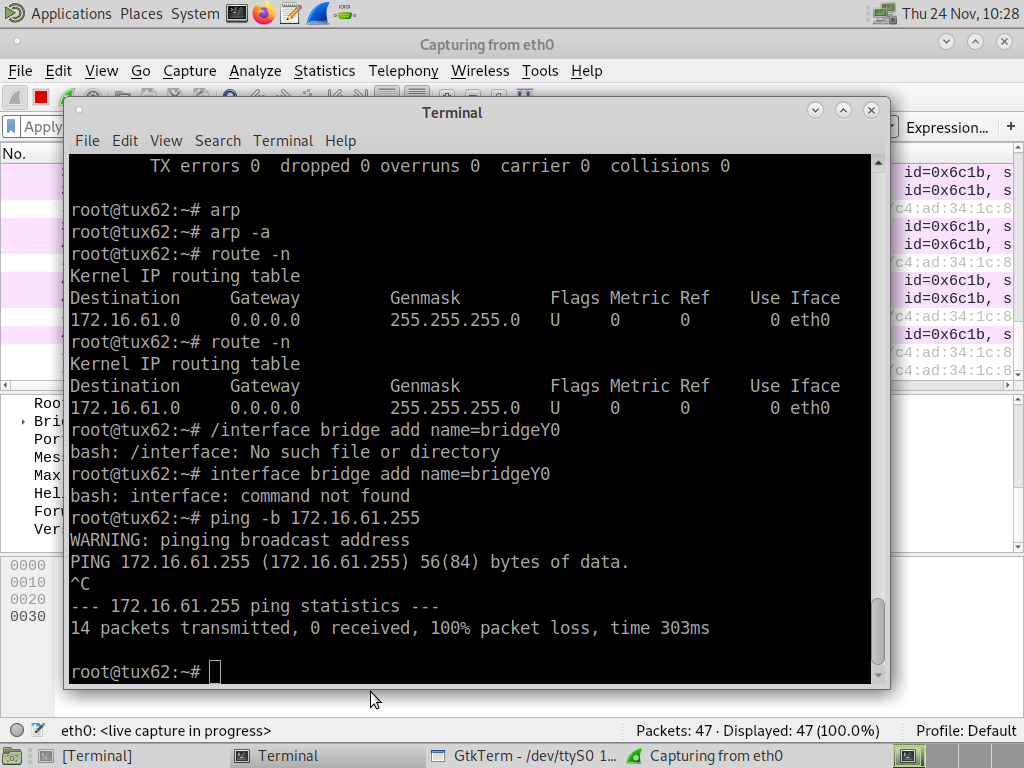 Applications Places System Thu 24 Nov, 10:28
Capturing from eth0
File Edit View Go Capture Analyze Statistics Telephony Wireless Tools Help
Terminal
Apply Expression... +
File Edit View Search Terminal Help
No.
TX errors 0 dropped 0 overruns 0 carrier 0 collisions 0
id=0x6c1b, s
id=0x6c1b, s
root@tux62:~# arp
c4:ad:34:1c:8
root@tux62:~# arp -a
id=0x6c1b, s
id=0x6c1b, s
root@tux62:~# route -n
c4:ad:34:1c:8
Kernel IP routing table
id=0x6c1b, s
Destination Gateway Genmask Flags Metric Ref Use Iface
id=0x6c1b, s
172.16.61.0 0.0.0.0 255.255.255.0 U 0 0 0 eth0
c4:ad:34:1c:8
root@tux62:~# route -n
id=0x6c1b, s
c4:ad:34:1c:8
Kernel IP routing table
c4:ad:34:1c:8
Destination Gateway Genmask Flags Metric Ref Use Iface
172.16.61.0 0.0.0.0 255.255.255.0 U 0 0 0 eth0
root@tux62:~# /interface bridge add name=bridgeY0
bash: /interface: No such file or directory
root@tux62:~# interface bridge add name=bridgeY0
bash: interface: command not found
root@tux62:~# ping -b 172.16.61.255
WARNING: pinging broadcast address
PING 172.16.61.255 (172.16.61.255) 56(84) bytes of data.
^C
--- 172.16.61.255 ping statistics ---
14 packets transmitted, 0 received, 100% packet loss, time 303ms
root@tux62:~#
Roo
Bri
Por
Mes
Max
Hel
For
Ver
0000
0010
0020
0030
eth0: <live capture in progress> Packets: 47 · Displayed: 47 (100.0%) Profile: Default
[Terminal] Terminal GtkTerm - /dev/ttyS0 1... Capturing from eth0